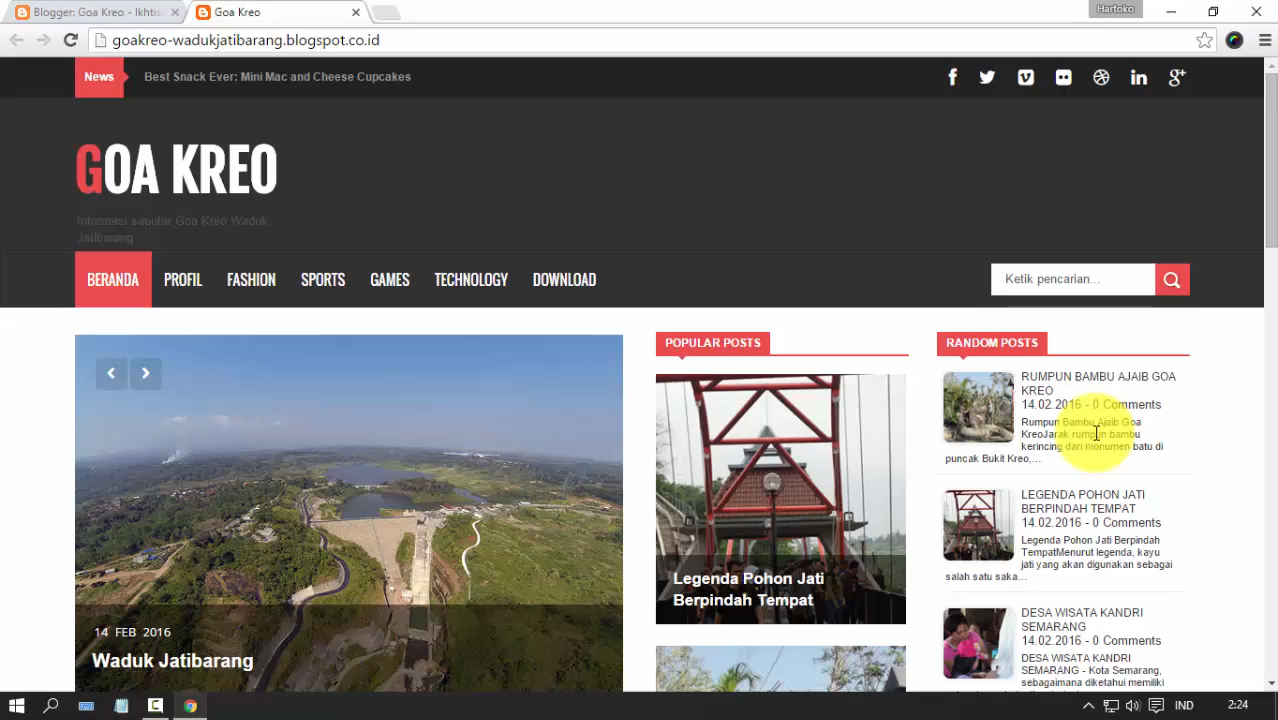 Blogger: Goa Kreo - Ikhtis
Goa Kreo
Hartoko
goakreo-wadukjatibarang.blogspot.co.id
News
Best Snack Ever: Mini Mac and Cheese Cupcakes
GOA KREO
Informasi seputar Goa Kreo Waduk
Jatibarang
BERANDA
PROFIL
FASHION
SPORTS
GAMES
TECHNOLOGY
DOWNLOAD
Ketik pencarian...
14 FEB 2016
Waduk Jatibarang
POPULAR POSTS
Legenda Pohon Jati
Berpindah Tempat
RANDOM POSTS
RUMPUN BAMBU AJAIB GOA
KREO
14.02.2016 - 0 Comments
Rumpun Bambu Ajaib Goa
KreoJarak rumpun bambu
kerincing dari monumen batu di
puncak Bukit Kreo,...
LEGENDA POHON JATI
BERPINDAH TEMPAT
14.02.2016 - 0 Comments
Legenda Pohon Jati Berpindah
TempatMenurut legenda, kayu
jati yang akan digunakan sebagai
salah satu saka...
DESA WISATA KANDRI
SEMARANG
14.02.2016 - 0 Comments
DESA WISATA KANDRI
SEMARANG - Kota Semarang,
sebagaimana diketahui memiliki
IND
2:24